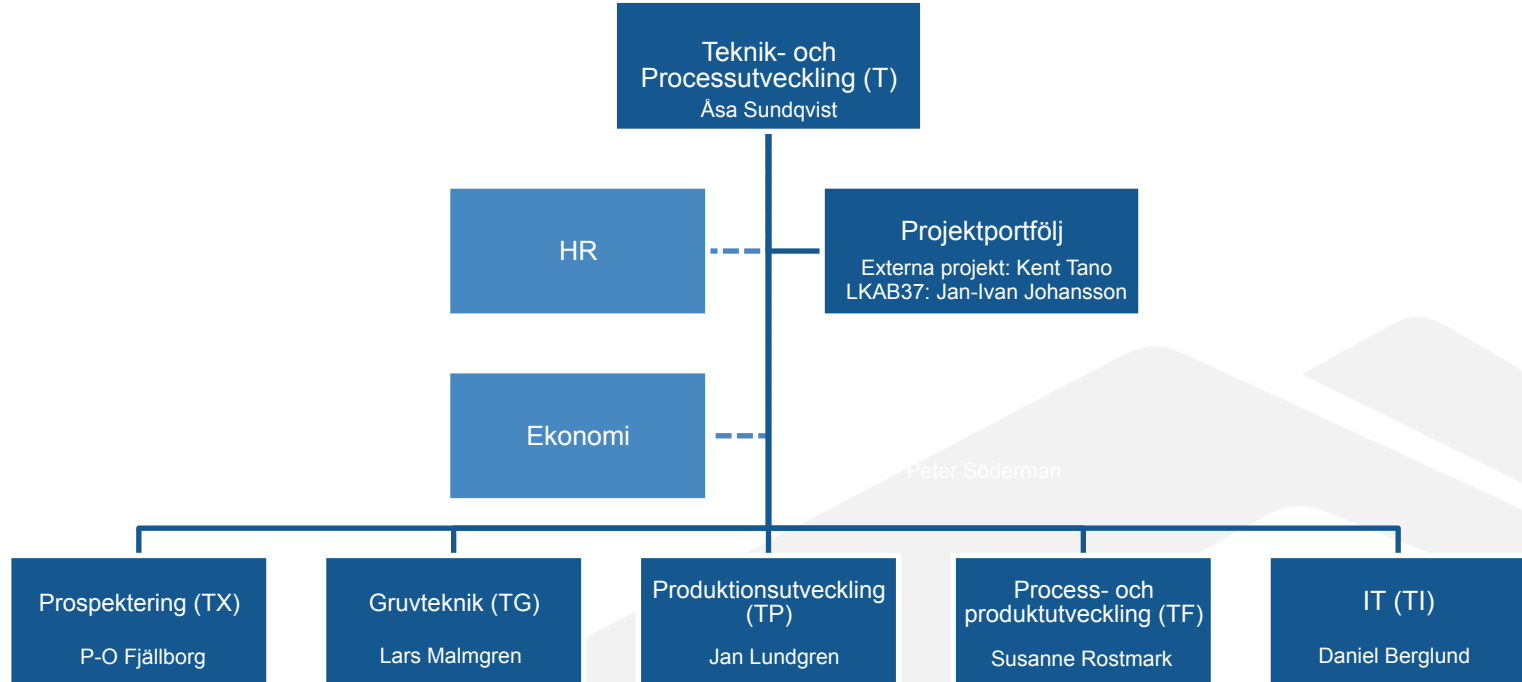 Teknik- och
Processutveckling (T)
Åsa Sundqvist
HR
Projektportfölj
Externa projekt: Kent Tano
LKAB37: Jan-Ivan Johansson
Ekonomi
Peter Söderman
Prospektering (TX)
P-O Fjällborg
Gruvteknik (TG)
Lars Malmgren
Produktionsutveckling
(TP)
Jan Lundgren
Process- och
produktutveckling (TF)
Susanne Rostmark
IT (TI)
Daniel Berglund